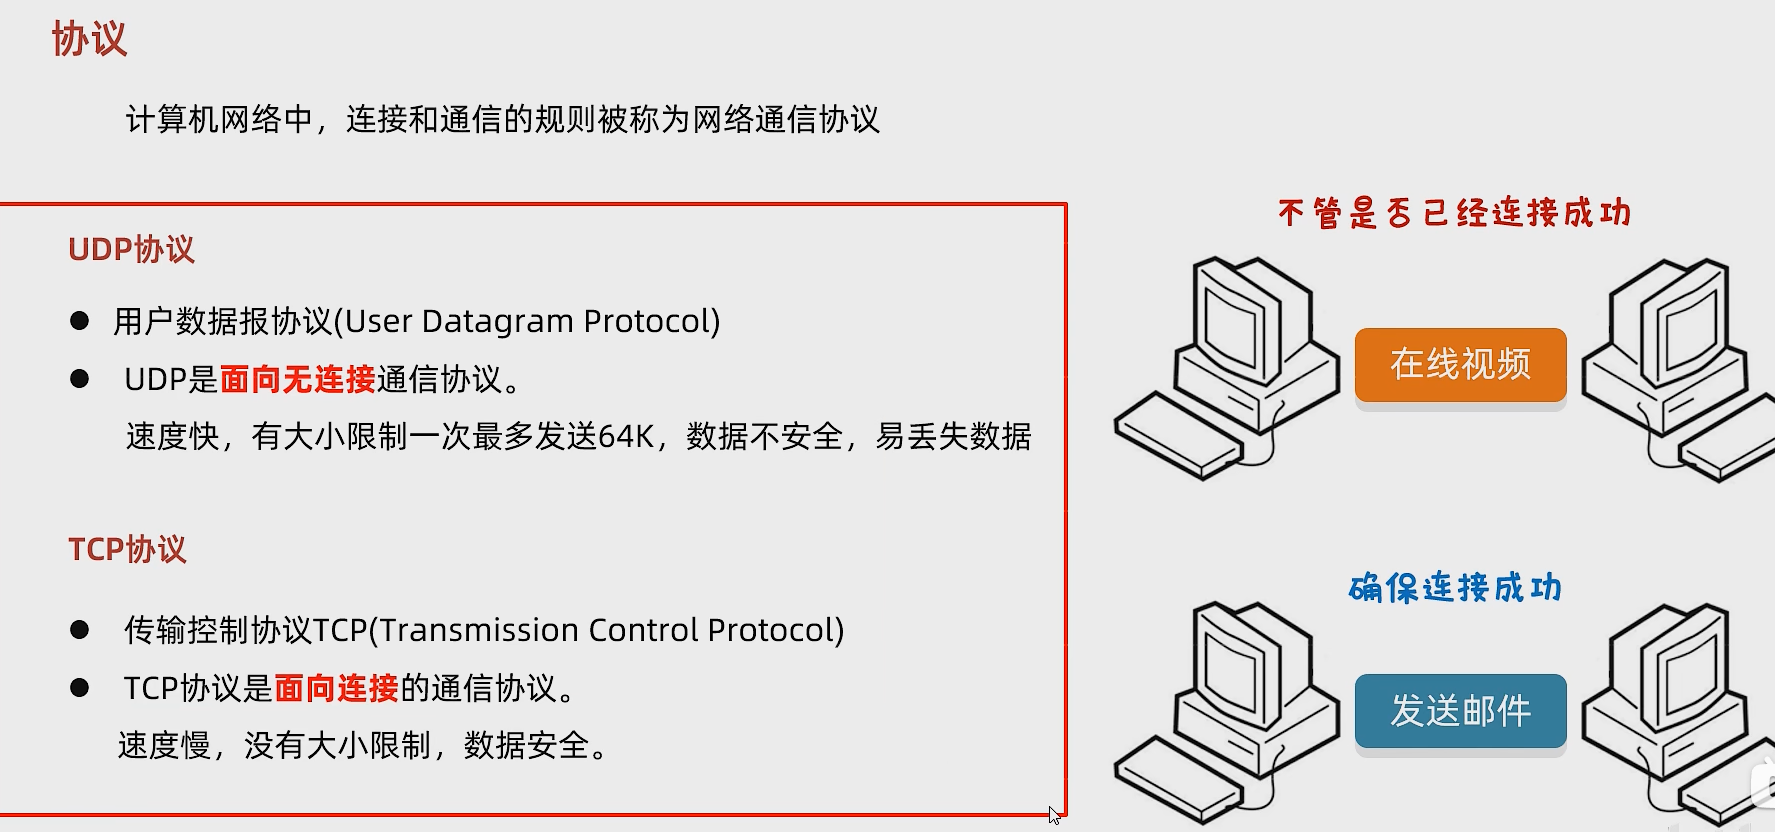 协议
计算机网络中，连接和通信的规则被称为网络通信协议
UDP协议
● 用户数据报协议(User Datagram Protocol)
● UDP是面向无连接通信协议。
速度快，有大小限制一次最多发送64K，数据不安全，易丢失数据
TCP协议
● 传输控制协议TCP(Transmission Control Protocol)
● TCP协议是面向连接的通信协议。
速度慢，没有大小限制，数据安全。
不管是否已经连接成功
在线视频
确保连接成功
发送邮件